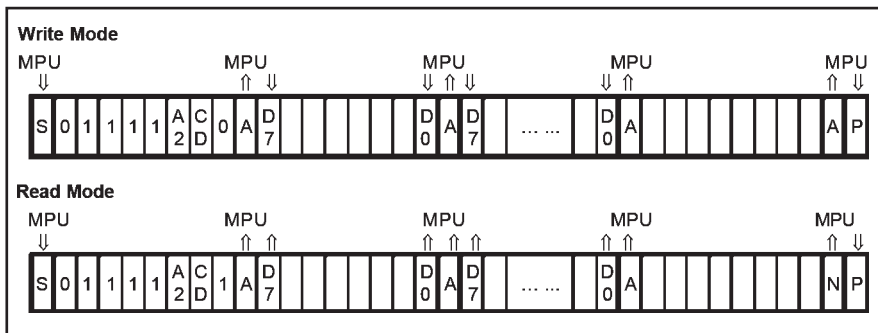 Write Mode
MPU MPU MPU MPU MPU
⇓ ⇑ ⇓ ⇓ ⇑ ⇓ ⇓ ⇑ ⇑ ⇓
S 0 1 1 1 1 A2 CD 0 A D7 D0 A D7 ... ... D0 A A P
Read Mode
MPU MPU MPU MPU MPU
⇓ ⇑ ⇑ ⇑ ⇑ ⇑ ⇑ ⇑ ⇑ ⇓
S 0 1 1 1 1 A2 CD 1 A D7 D0 A D7 ... ... D0 A N P